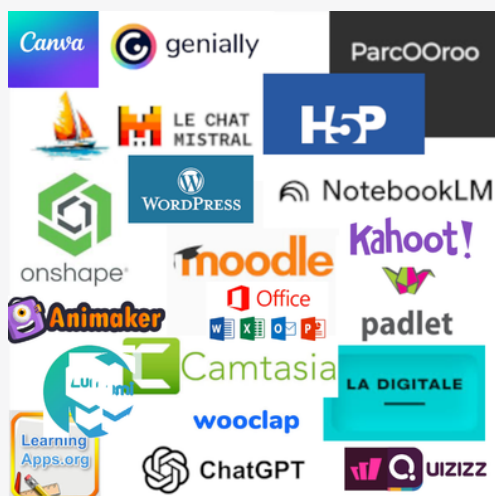 Canva
genially
ParcOOroo
LE CHAT
MISTRAL
H5P
WORDPRESS
NotebookLM
onshape
moodle
Kahoot!
Office
W X O P
padlet
Animaker
Camtasia
LA DIGITALE
wooclap
Learning
Apps.org
ChatGPT
QUIZIZZ